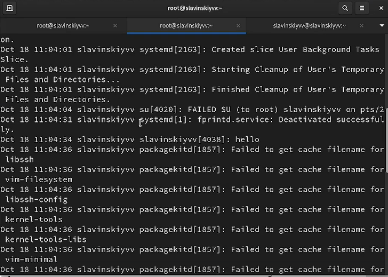 root@slavinskiyvv:~
root@slavinskiyvv:~ root@slavinskiyvv:~ slavinskiyvv@slavinskiyvv:~
on.
Oct 18 11:04:01 slavinskiyvv systemd[2163]: Created slice User Background Tasks
Slice.
Oct 18 11:04:01 slavinskiyvv systemd[2163]: Starting Cleanup of User's Temporary
Files and Directories...
Oct 18 11:04:01 slavinskiyvv systemd[2163]: Finished Cleanup of User's Temporary
Files and Directories.
Oct 18 11:04:04 slavinskiyvv su[4020]: FAILED SU (to root) slavinskiyvv on pts/2
Oct 18 11:04:31 slavinskiyvv systemd[1]: fprintd.service: Deactivated successful
ly.
Oct 18 11:04:34 slavinskiyvv slavinskiyvv[4038]: hello
Oct 18 11:04:36 slavinskiyvv packagekitd[1857]: Failed to get cache filename for
libssh
Oct 18 11:04:36 slavinskiyvv packagekitd[1857]: Failed to get cache filename for
vim-filesystem
Oct 18 11:04:36 slavinskiyvv packagekitd[1857]: Failed to get cache filename for
libssh-config
Oct 18 11:04:36 slavinskiyvv packagekitd[1857]: Failed to get cache filename for
kernel-tools
Oct 18 11:04:36 slavinskiyvv packagekitd[1857]: Failed to get cache filename for
kernel-tools-libs
Oct 18 11:04:36 slavinskiyvv packagekitd[1857]: Failed to get cache filename for
vim-minimal
Oct 18 11:04:36 slavinskiyvv packagekitd[1857]: Failed to get cache filename for